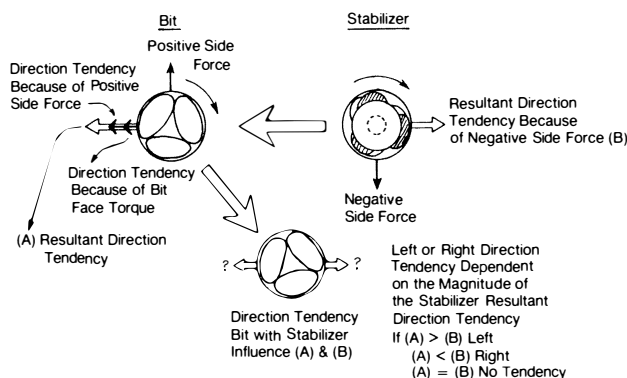 Bit
Stabilizer
Positive Side
Force
Direction Tendency
Because of Positive
Side Force
Resultant Direction
Tendency Because
of Negative Side Force (B)
Direction Tendency
Because of Bit
Face Torque
Negative
Side Force
(A) Resultant Direction
Tendency
? ?
Direction Tendency
Bit with Stabilizer
Influence (A) & (B)
Left or Right Direction
Tendency Dependent
on the Magnitude of
the Stabilizer Resultant
Direction Tendency
If (A) > (B) Left
(A) < (B) Right
(A) = (B) No Tendency